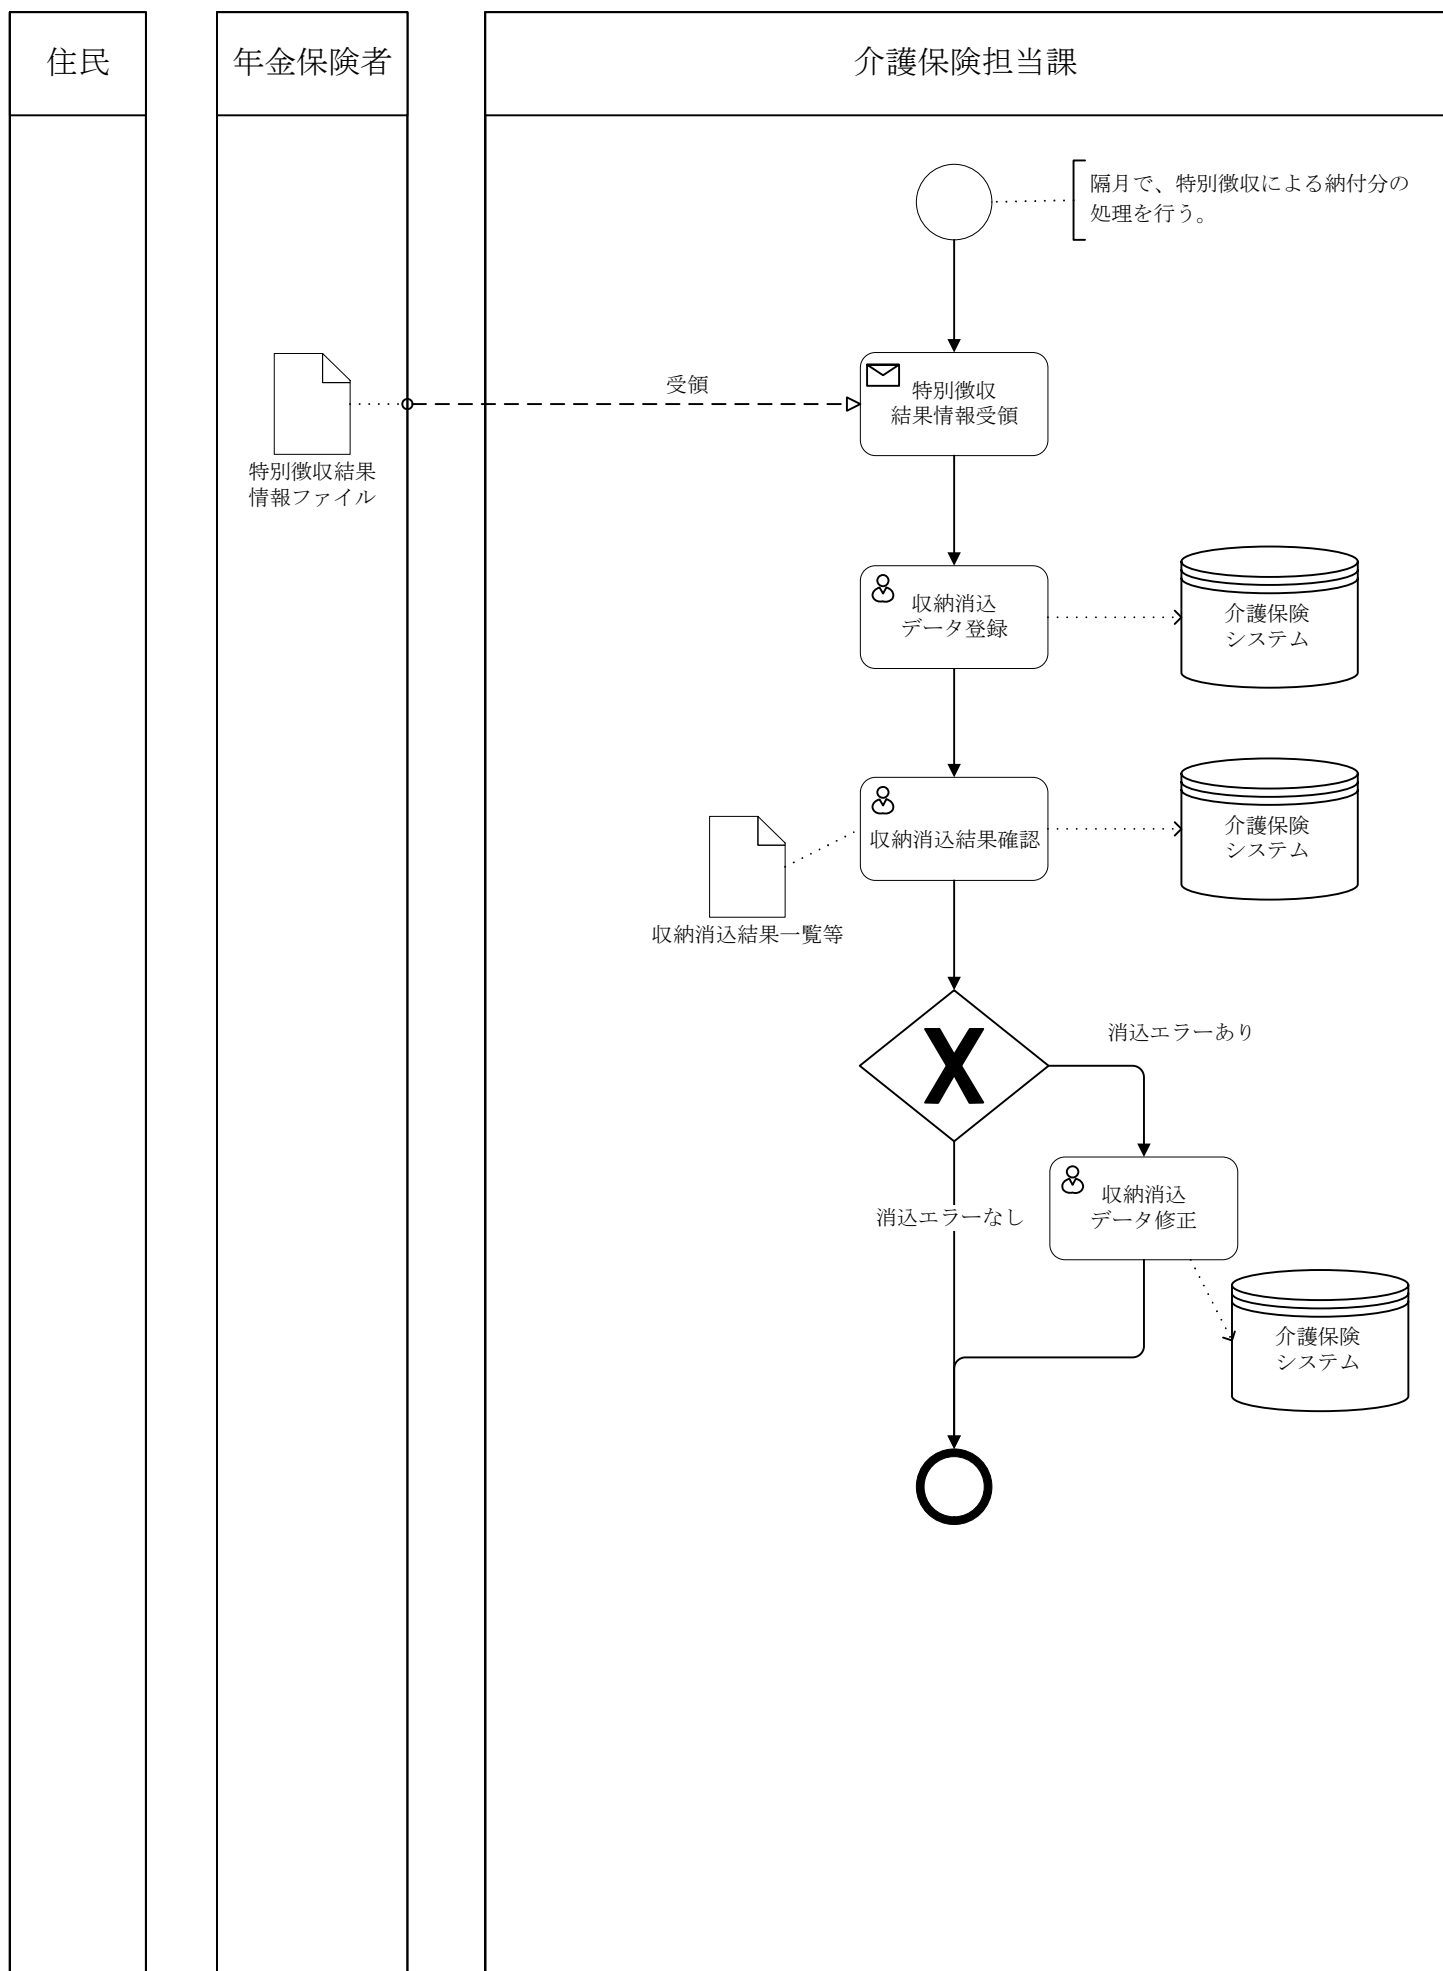 住民
年金保険者
介護保険担当課
隔月で、特別徴収による納付分の
処理を行う。
受領
特別徴収
結果情報受領
特別徴収結果
情報ファイル
収納消込
データ登録
介護保険
システム
収納消込結果確認
介護保険
システム
収納消込結果一覧等
消込エラーあり
収納消込
データ修正
消込エラーなし
介護保険
システム